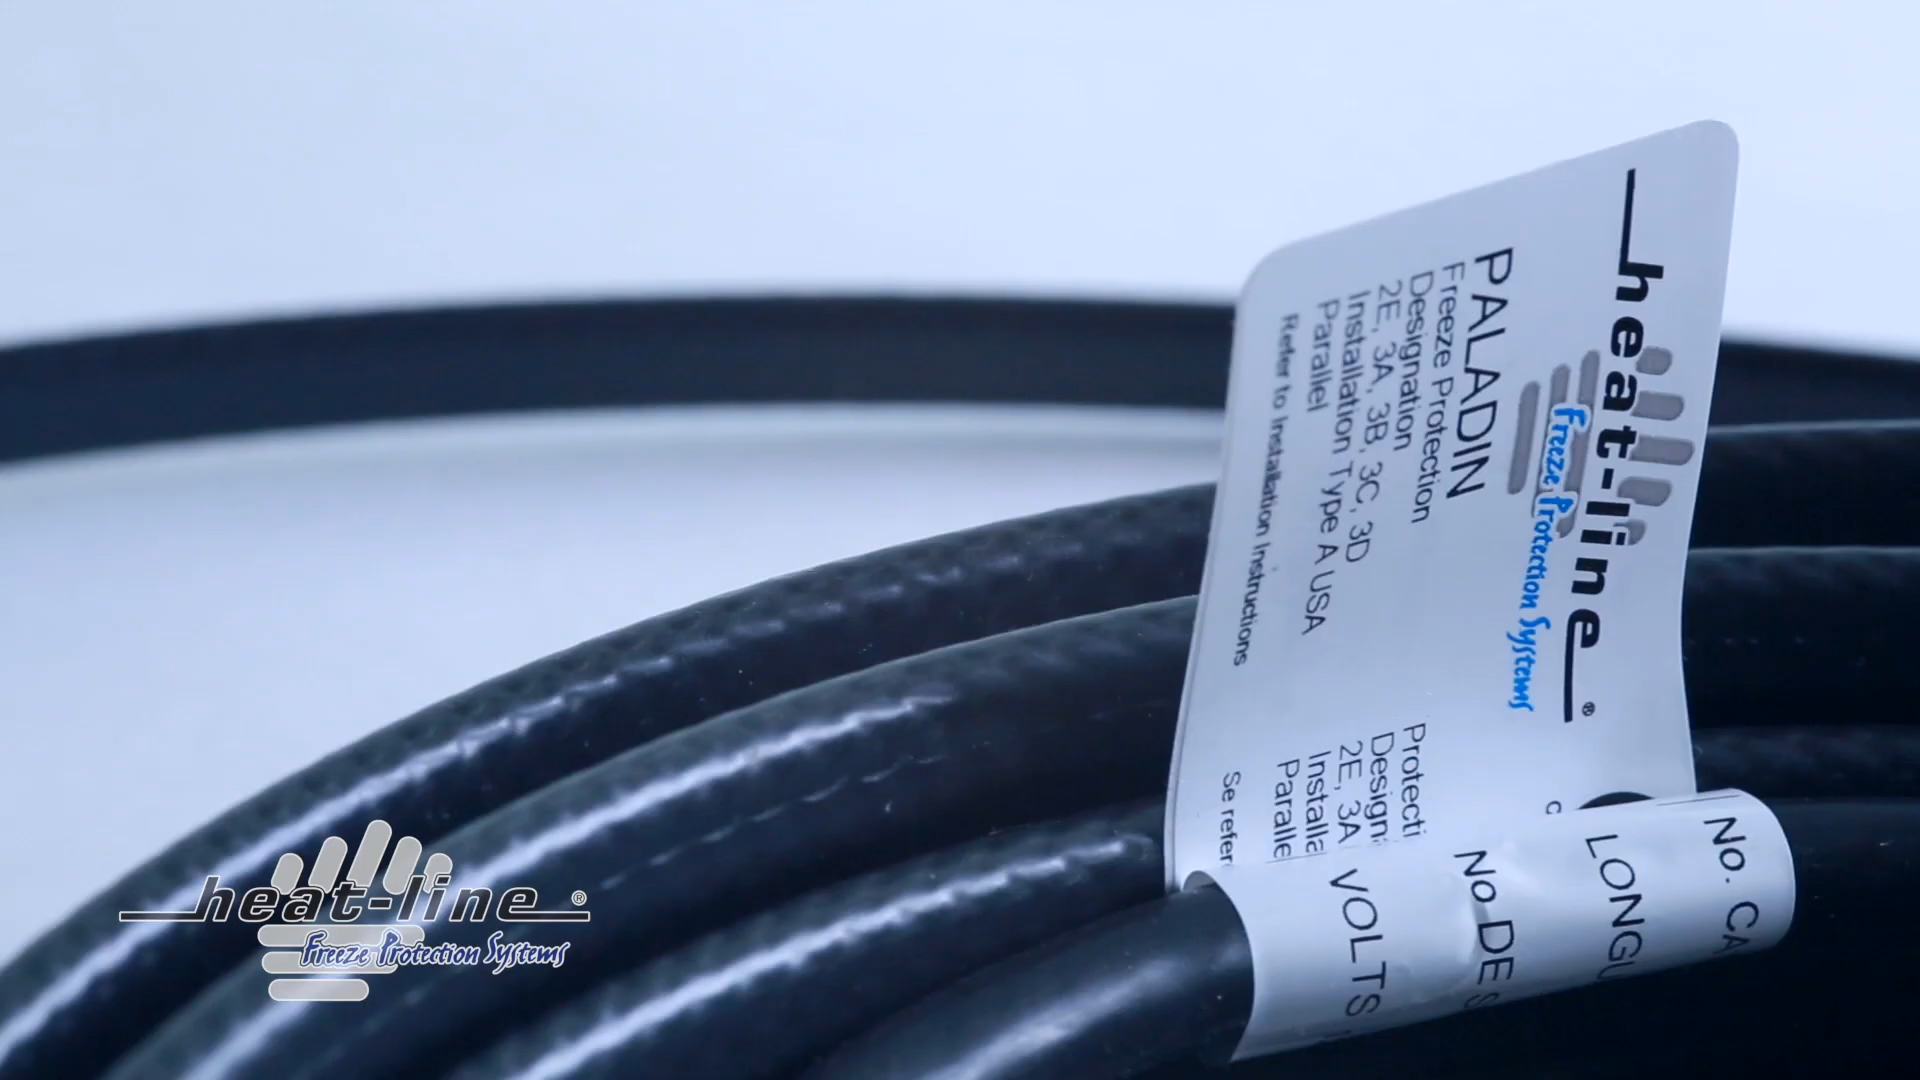 heat-line®
Freeze Protection Systems
PALADIN
Freeze Protection
Designation
2E, 3A, 3B, 3C, 3D
Installation Type A USA
Parallel
Refer to Installation Instructions
Protecti
Design
2E, 3A
Installa
Paralle
Se refer
C
No. CA
LONGU
No DE S
VOLTS
heat-line®
Freeze Protection Systems